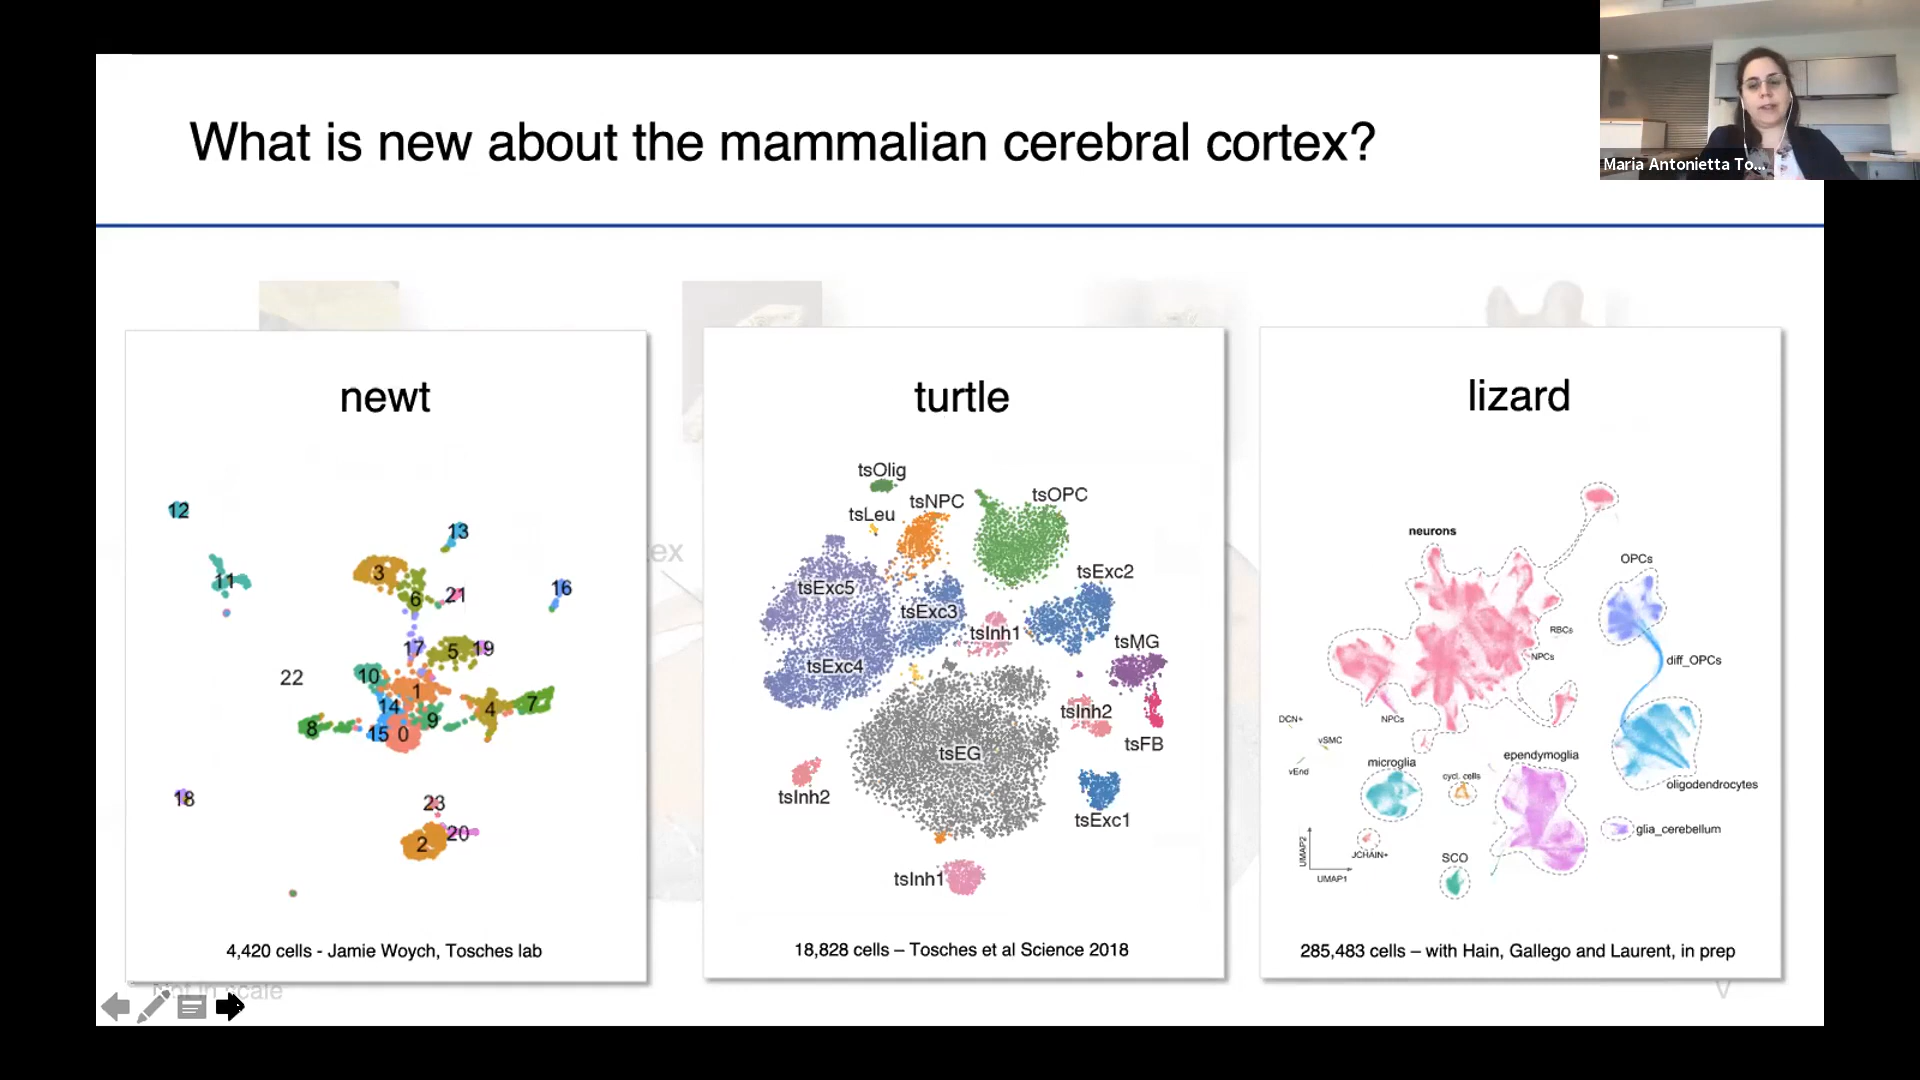 What is new about the mammalian cerebral cortex?
Maria Antonietta To...
newt
12
13
3
11
6
21
16
17
5
19
22
10
1
14
9
4
7
8
15
0
18
23
2
20
4,420 cells - Jamie Woych, Tosches lab
turtle
tsOlig
tsNPC
tsOPC
tsLeu
tsExc2
tsExc5
tsExc3
tsInh1
tsMG
tsExc4
tsInh2
tsFB
tsEG
tsInh2
tsExc1
tsInh1
18,828 cells – Tosches et al Science 2018
lizard
neurons
OPCs
RBCs
NPCs
diff_OPCs
NPCs
DCN+
vSMC
vEnd
microglia
cycl. cells
ependymoglia
oligodendrocytes
glia_cerebellum
JCHAIN+
SCO
UMAP2
UMAP1
285,483 cells – with Hain, Gallego and Laurent, in prep
ex
Not in scale
V